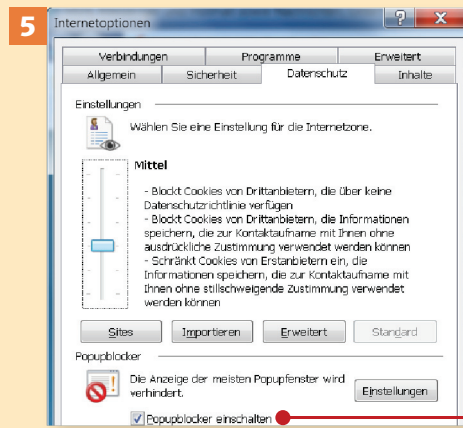 5
Internetoptionen
Verbindungen Programme Erweitert
Allgemein Sicherheit Datenschutz Inhalte
Einstellungen
Wählen Sie eine Einstellung für die Internetzone.
Mittel
- Blockt Cookies von Drittanbietern, die über keine
Datenschutzrichtlinie verfügen
- Blockt Cookies von Drittanbietern, die Informationen
speichern, die zur Kontaktaufname mit Ihnen ohne
ausdrückliche Zustimmung verwendet werden können
- Schränkt Cookies von Erstanbietern ein, die
Informationen speichern, die zur Kontaktaufname mit
Ihnen ohne stillschweigende Zustimmung verwendet
werden können
Sites Importieren Erweitert Standard
Popupblocker
Die Anzeige der meisten Popupfenster wird
verhindert.
Einstellungen
Popupblocker einschalten